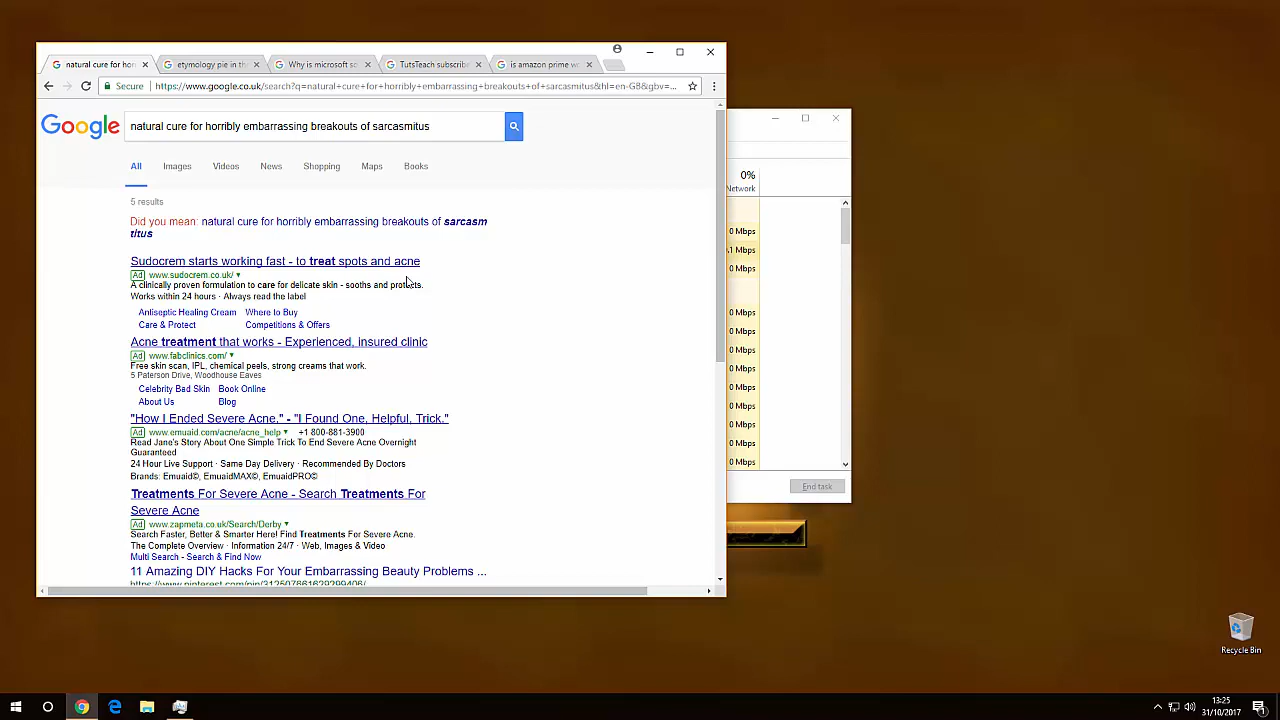 natural cure for horr
etymology pie in th
Why is microsoft so
TutsTeach subscribe
is amazon prime w
Secure
https://www.google.co.uk/search?q=natural+cure+for+horribly+embarrassing+breakouts+of+sarcasmitus&hl=en-GB&gbv=...
Google
natural cure for horribly embarrassing breakouts of sarcasmitus
All Images Videos News Shopping Maps Books
5 results
Did you mean: natural cure for horribly embarrassing breakouts of sarcasm
titus
Sudocrem starts working fast - to treat spots and acne
Ad www.sudocrem.co.uk/
A clinically proven formulation to care for delicate skin - sooths and protects.
Works within 24 hours · Always read the label
Antiseptic Healing Cream Where to Buy
Care & Protect Competitions & Offers
Acne treatment that works - Experienced, insured clinic
Ad www.fabclinics.com/
Free skin scan, IPL, chemical peels, strong creams that work.
5 Paterson Drive, Woodhouse Eaves
Celebrity Bad Skin Book Online
About Us Blog
"How I Ended Severe Acne," - "I Found One, Helpful, Trick."
Ad www.emuaid.com/acne/acne_help +1 800-881-3900
Read Jane's Story About One Simple Trick To End Severe Acne Overnight
Guaranteed
24 Hour Live Support · Same Day Delivery · Recommended By Doctors
Brands: Emuaid©, EmuaidMAX©, EmuaidPRO©
Treatments For Severe Acne - Search Treatments For
Severe Acne
Ad www.zapmeta.co.uk/Search/Derby
Search Faster, Better & Smarter Here! Find Treatments For Severe Acne.
The Complete Overview · Information 24/7 · Web, Images & Video
Multi Search - Search & Find Now
11 Amazing DIY Hacks For Your Embarrassing Beauty Problems ...
https://www.pinterest.com/pin/312507661629299406/
0%
Network
0 Mbps
.1 Mbps
0 Mbps
0 Mbps
0 Mbps
0 Mbps
0 Mbps
0 Mbps
0 Mbps
0 Mbps
0 Mbps
0 Mbps
End task
Recycle Bin
13:25
31/10/2017
1